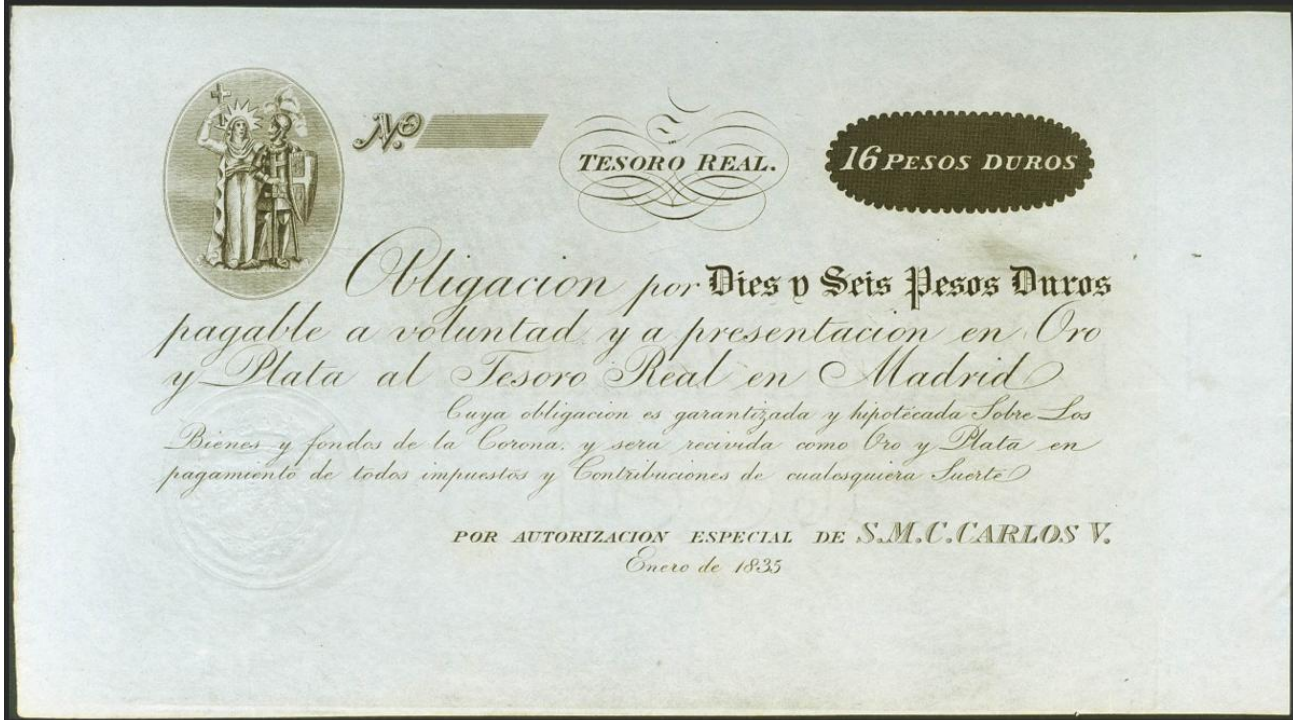 No.
TESORO REAL.
16 PESOS DUROS
Obligacion por Dies y Seis Pesos Duros
pagable a voluntad y a presentacion en Oro
y Plata al Tesoro Real en Madrid
Cuya obligacion es garantizada y hipotecada Sobre Los
Bienes y fondos de la Corona, y sera recivida como Oro y Plata en
pagamiento de todos impuestos y Contribuciones de cualesquiera Suerte
POR AUTORIZACION ESPECIAL DE S.M.C. CARLOS V.
Enero de 1835